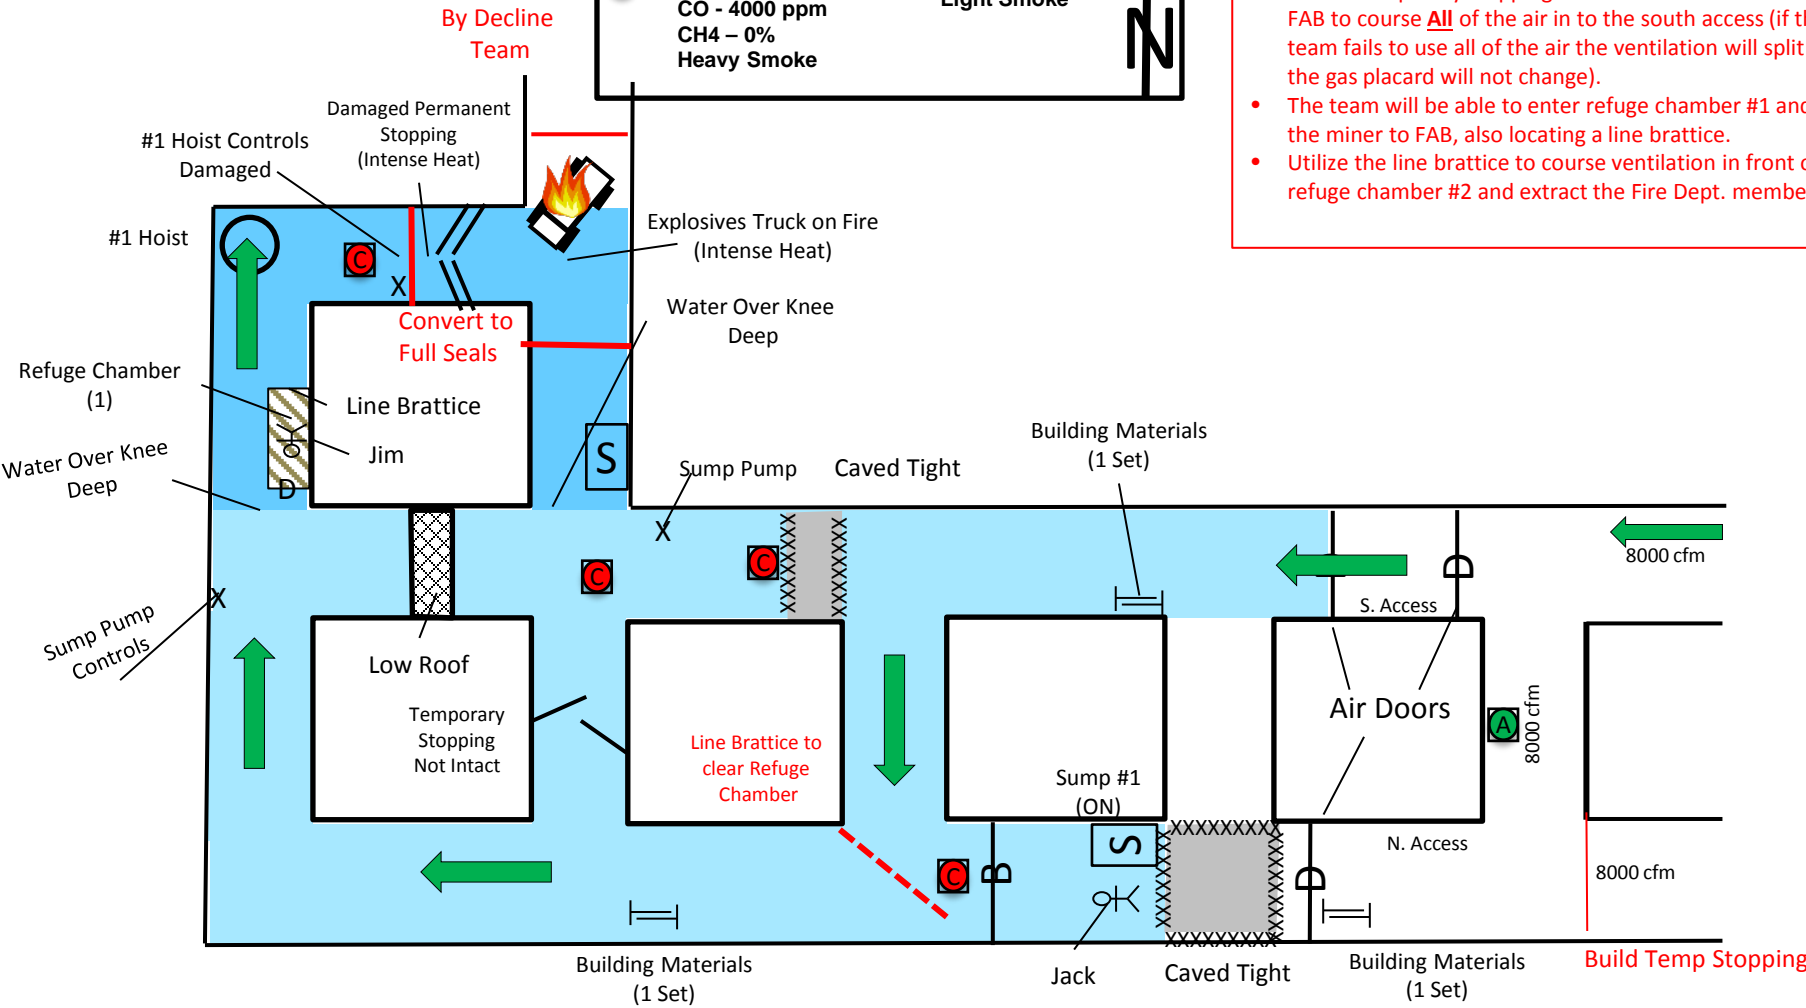 By Decline
Team
CO - 4000 ppm
CH4 – 0%
Heavy Smoke
N
FAB to course All of the air in to the south access (if
team fails to use all of the air the ventilation will split
the gas placard will not change).
• The team will be able to enter refuge chamber #1 and
the miner to FAB, also locating a line brattice.
• Utilize the line brattice to course ventilation in front
refuge chamber #2 and extract the Fire Dept.
Damaged Permanent
Stopping
(Intense Heat)
#1 Hoist Controls
Damaged
#1 Hoist
C
X
Explosives Truck on Fire
(Intense Heat)
Water Over Knee
Deep
Convert to
Full Seals
Refuge Chamber
(1)
Line Brattice
Jim
D
S
Water Over Knee
Deep
Sump Pump
X
Caved Tight
Building Materials
(1 Set)
C
C
8000 cfm
D
S. Access
X
Sump Pump
Controls
Low Roof
Temporary
Stopping
Not Intact
Line Brattice to
clear Refuge
Chamber
Sump #1
(ON)
S
Air Doors
A
8000 cfm
N. Access
8000 cfm
C
B
D
Building Materials
(1 Set)
Jack
Caved Tight
Building Materials
(1 Set)
Build Temp Stopping